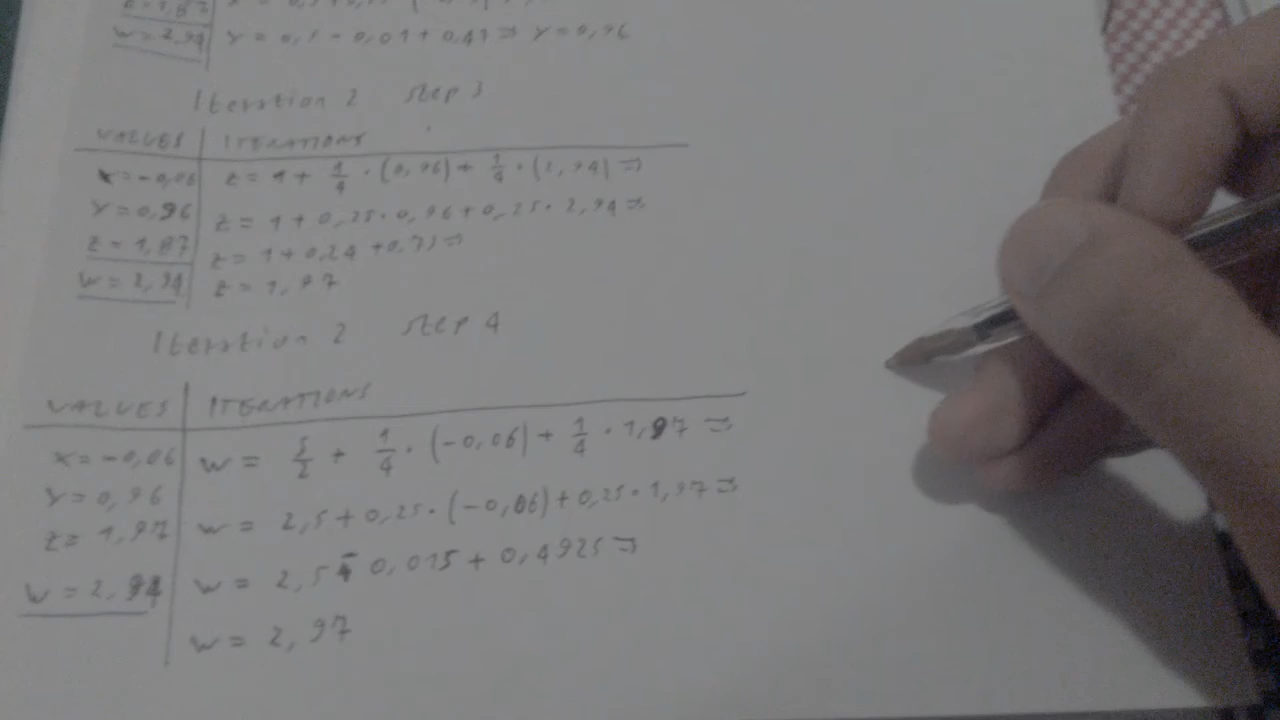 W = 2,94 Y = 0,5 - 0,01 + 0,47 => Y = 0,96
Iteration 2 step 3
VALUES ITERATIONS
X = -0,06 Z = 1 + 1/4 · (0,96) + 1/4 · (2,94) =>
Y = 0,96 Z = 1 + 0,25 · 0,96 + 0,25 · 2,94 =>
Z = 1,87 Z = 1 + 0,24 + 0,73 =>
W = 2,94 Z = 1,97
Iteration 2 step 4
VALUES ITERATIONS
X = -0,06 W = 5/2 + 1/4 · (-0,06) + 1/4 · 1,97 =>
Y = 0,96
Z = 1,97 W = 2,5 + 0,25 · (-0,06) + 0,25 · 1,97 =>
W = 2,94 W = 2,5 - 0,015 + 0,4925 =>
W = 2,97